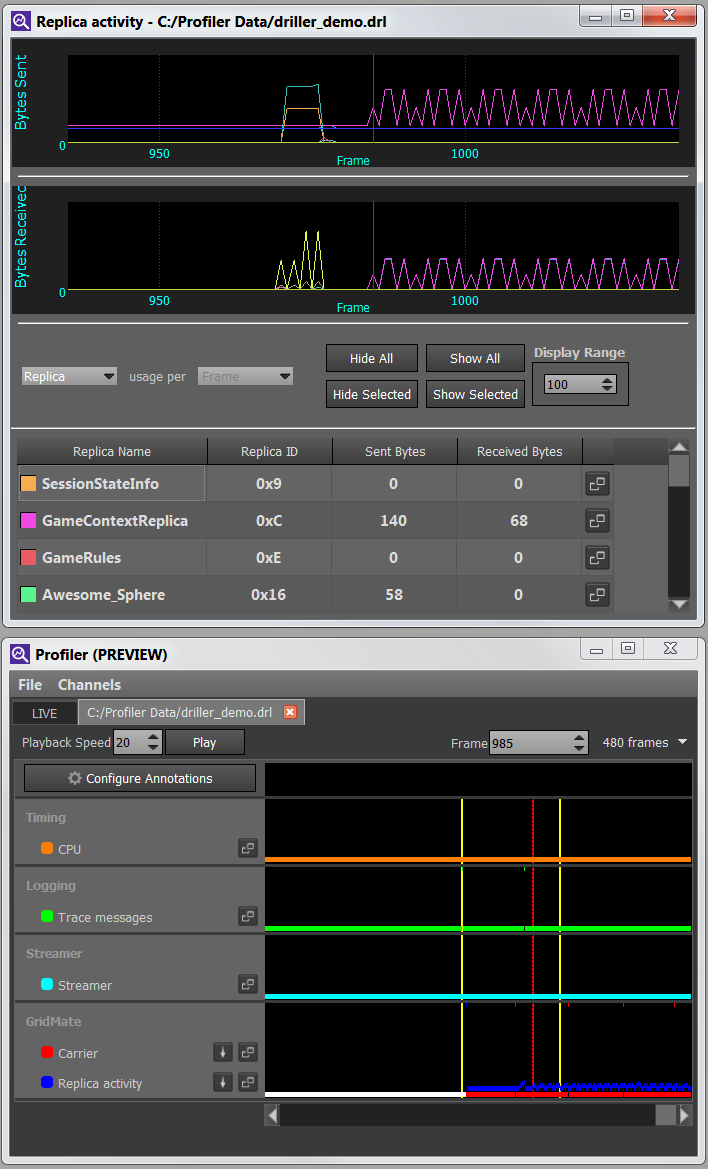 Replica activity - C:/Profiler Data/driller_demo.drl
Bytes Sent
0
950
1000
Frame
Bytes Received
0
950
1000
Frame
Replica usage per Frame
Hide All Show All
Hide Selected Show Selected
Display Range
100
Replica Name Replica ID Sent Bytes Received Bytes
SessionStateInfo 0x9 0 0
GameContextReplica 0xC 140 68
GameRules 0xE 0 0
Awesome_Sphere 0x16 58 0
Profiler (PREVIEW)
File Channels
LIVE C:/Profiler Data/driller_demo.drl
Playback Speed 20 Play Frame 985 480 frames
Configure Annotations
Timing
CPU
Logging
Trace messages
Streamer
Streamer
GridMate
Carrier
Replica activity